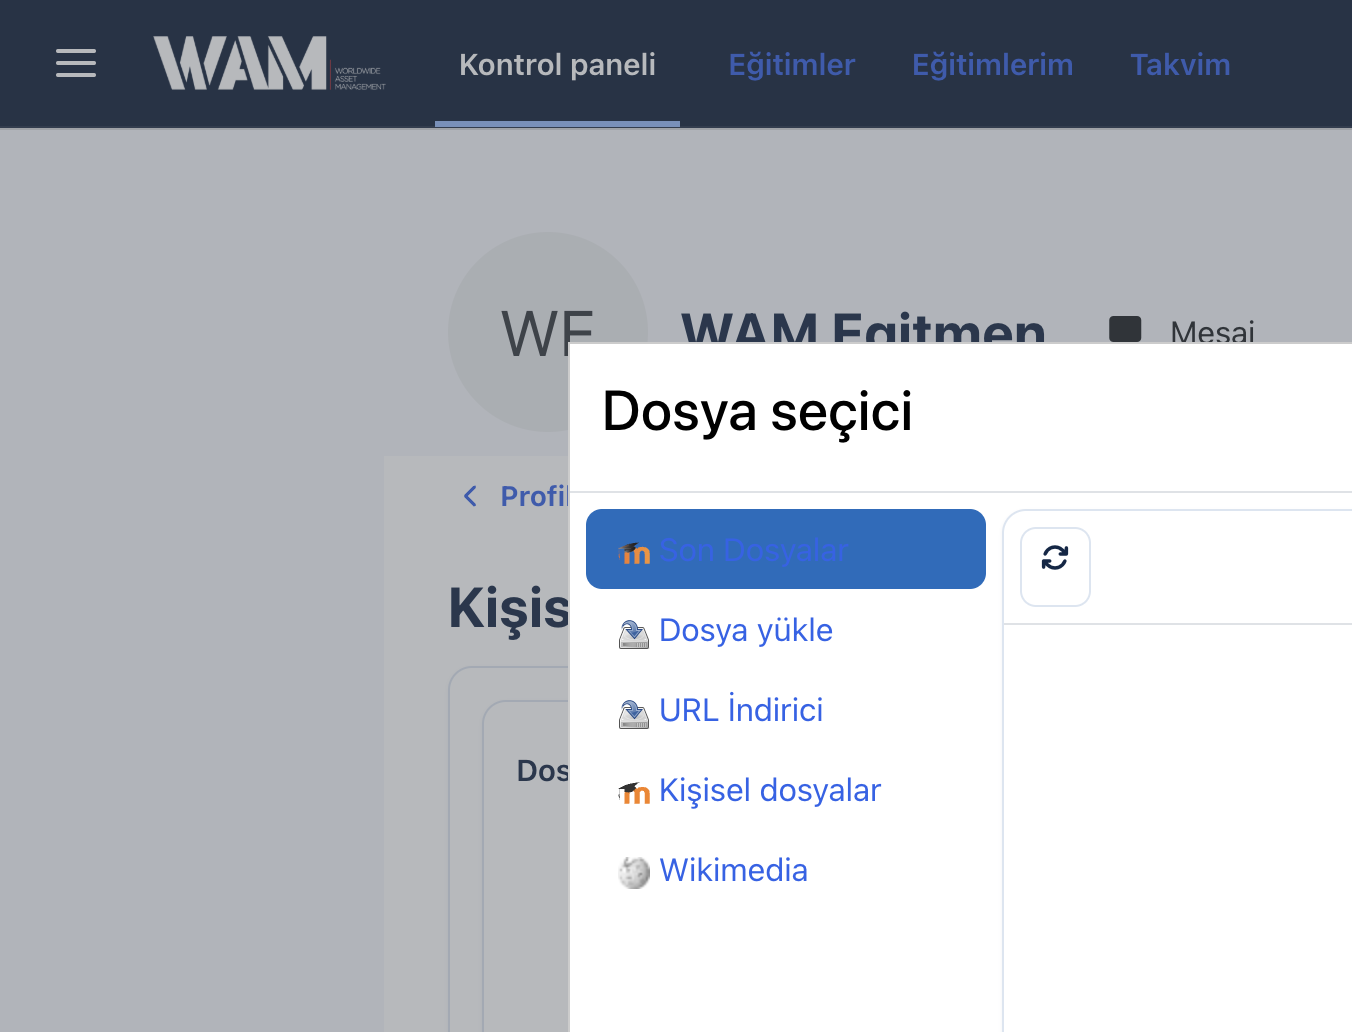 WAM
WORLDWIDE
ASSET
MANAGEMENT
Kontrol paneli
Eğitimler
Eğitimlerim
Takvim
WE
WAM Egitmen
Mesaj
Dosya seçici
Profil
Kişis
Dos
Son Dosyalar
Dosya yükle
URL İndirici
Kişisel dosyalar
Wikimedia